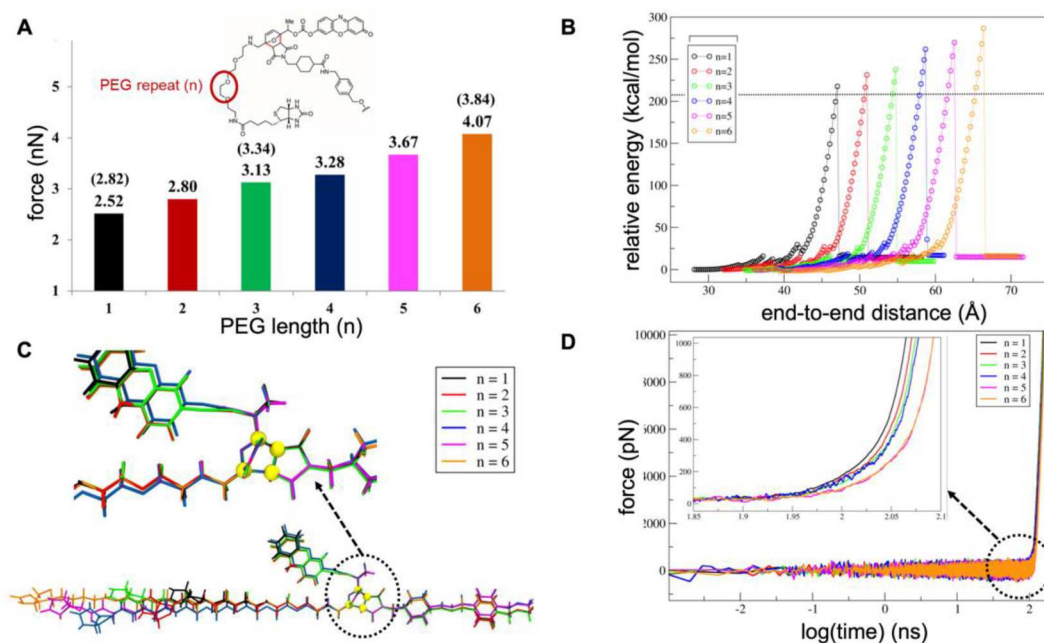 A
PEG repeat (n)
Me
O
O
O
N
O
O
HN
O
O
O
N
O
O
O
NH
O
O
HN
O
HN
NH
S
O
force (nN)
5
4
3
2
1
(2.82)
2.52
2.80
(3.34)
3.13
3.28
3.67
(3.84)
4.07
1 2 3 4 5 6
PEG length (n)
B
relative energy (kcal/mol)
300
250
200
150
100
50
0
n=1
n=2
n=3
n=4
n=5
n=6
30 40 50 60 70
end-to-end distance (Å)
C
n = 1
n = 2
n = 3
n = 4
n = 5
n = 6
D
force (pN)
10000
8000
6000
4000
2000
0
1000
800
600
400
200
0
1.85 1.9 1.95 2 2.05 2.1
n = 1
n = 2
n = 3
n = 4
n = 5
n = 6
-2 -1 0 1 2
log(time) (ns)